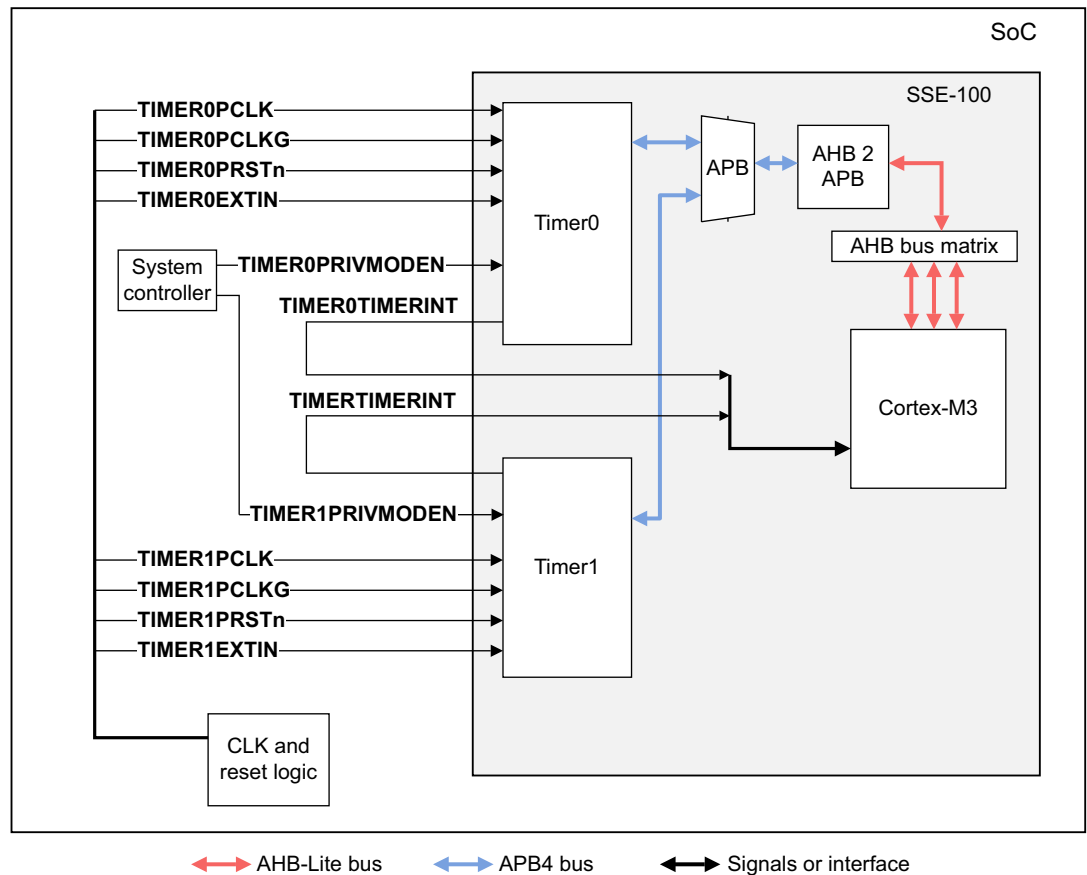 SoC
SSE-100
TIMER0PCLK
TIMER0PCLKG
TIMER0PRSTn
TIMER0EXTIN
Timer0
APB
AHB 2
APB
AHB bus matrix
System
controller
TIMER0PRIVMODEN
TIMER0TIMERINT
TIMERTIMERINT
Cortex-M3
TIMER1PRIVMODEN
TIMER1PCLK
TIMER1PCLKG
TIMER1PRSTn
TIMER1EXTIN
Timer1
CLK and
reset logic
AHB-Lite bus
APB4 bus
Signals or interface